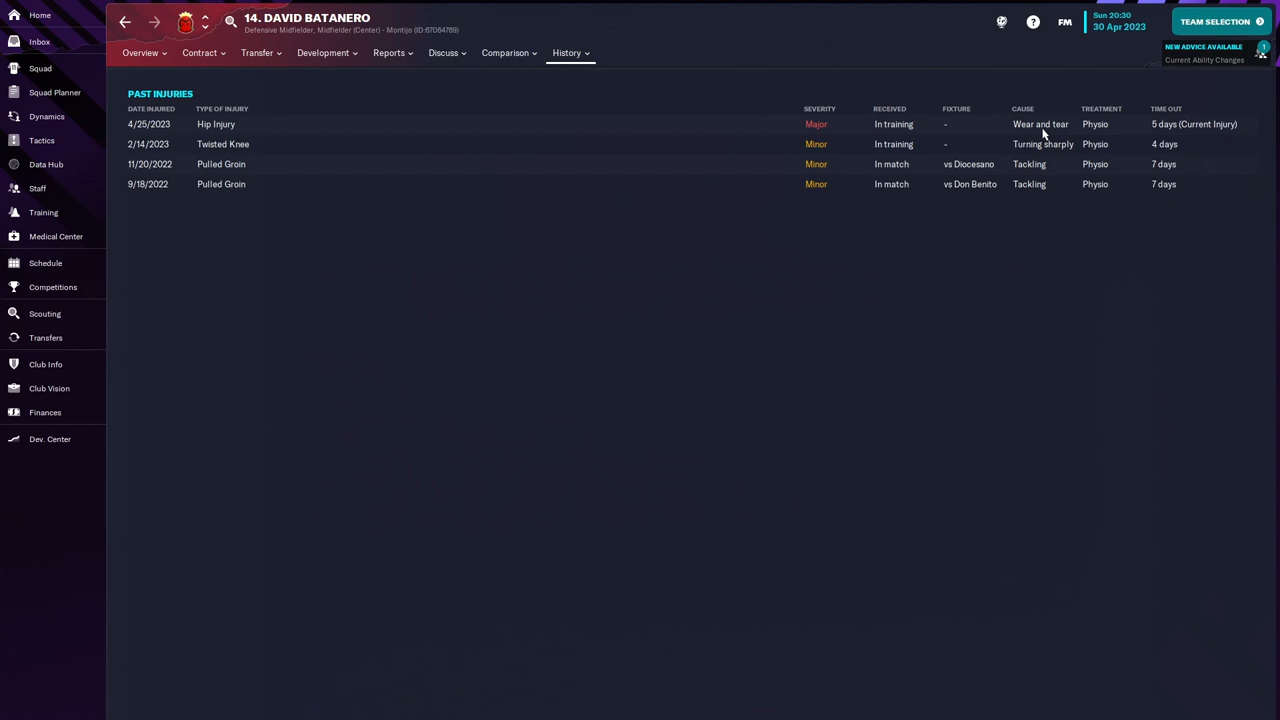 Home
Inbox
Squad
Squad Planner
Dynamics
Tactics
Data Hub
Staff
Training
Medical Center
Schedule
Competitions
Scouting
Transfers
Club Info
Club Vision
Finances
Dev. Center
14. DAVID BATANERO
Defensive Midfielder, Midfielder (Center) - Montijo (ID:67064789)
FM
Sun 20:30
30 Apr 2023
TEAM SELECTION
NEW ADVICE AVAILABLE
1
Current Ability Changes
Overview Contract Transfer Development Reports Discuss Comparison History
PAST INJURIES
DATE INJURED TYPE OF INJURY SEVERITY RECEIVED FIXTURE CAUSE TREATMENT TIME OUT
4/25/2023 Hip Injury Major In training - Wear and tear Physio 5 days (Current Injury)
2/14/2023 Twisted Knee Minor In training - Turning sharply Physio 4 days
11/20/2022 Pulled Groin Minor In match vs Diocesano Tackling Physio 7 days
9/18/2022 Pulled Groin Minor In match vs Don Benito Tackling Physio 7 days